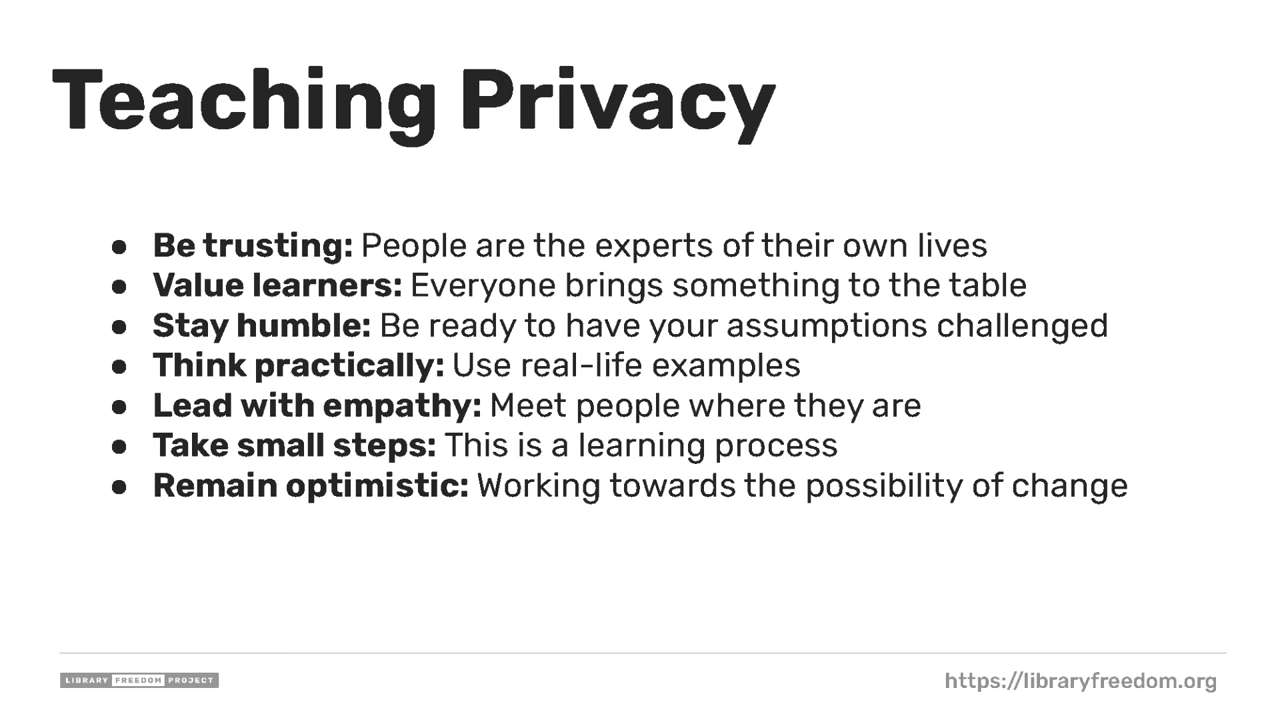 Teaching Privacy
● Be trusting: People are the experts of their own lives
● Value learners: Everyone brings something to the table
● Stay humble: Be ready to have your assumptions challenged
● Think practically: Use real-life examples
● Lead with empathy: Meet people where they are
● Take small steps: This is a learning process
● Remain optimistic: Working towards the possibility of change
LIBRARY FREEDOM PROJECT
https://libraryfreedom.org